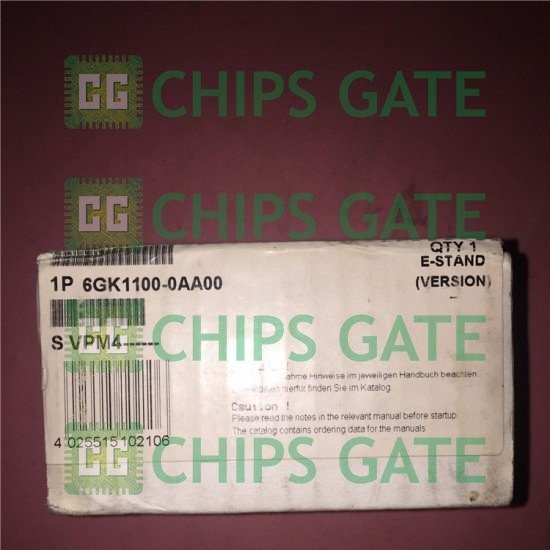 CG CHIPS GATE
CG CHIPS GATE
QTY 1
E-STAND
1P 6GK1100-0AA00
(VERSION)
--
CG CHIPS GATE
S VPM4------
!
Hinweise im jeweiligen Handbuch beachten
hierfür finden Sie im Katalog.
Caution !
Please read the notes in the relevant manual before startup.
The catalog contains ordering data for the manuals.
4 025515 102106
CG CHIPS GATE